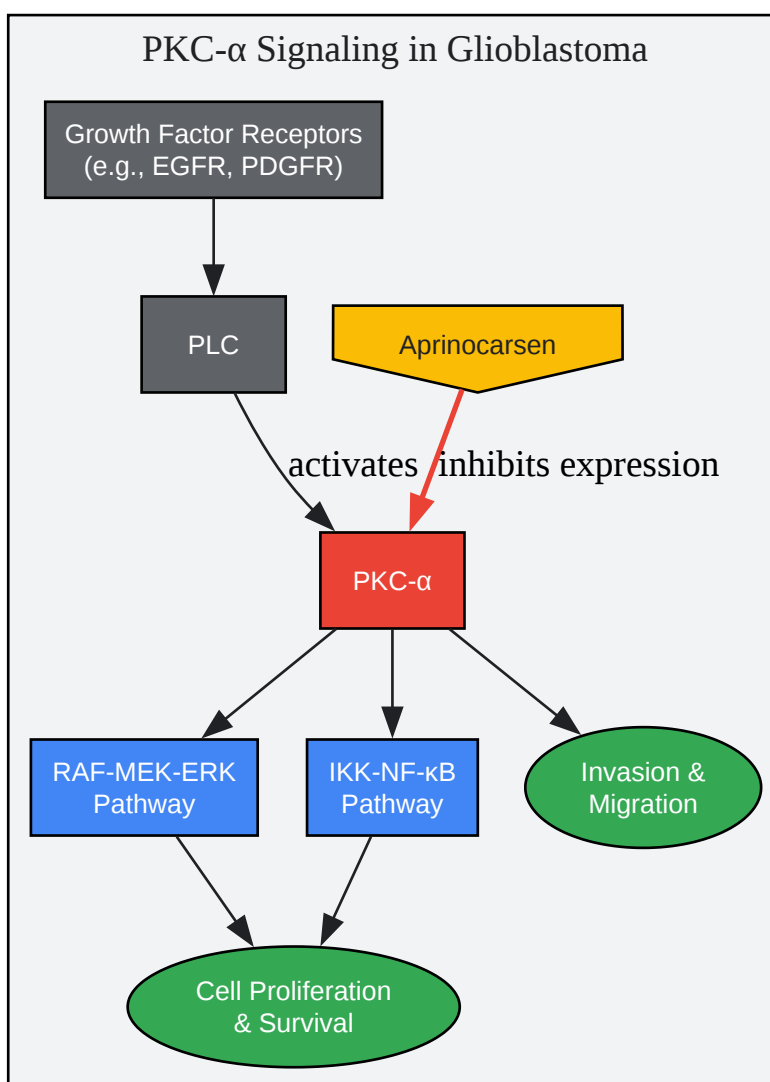 PKC-α Signaling in Glioblastoma
Growth Factor Receptors
(e.g., EGFR, PDGFR)
PLC
Aprinocarsen
activates
inhibits expression
PKC-α
RAF-MEK-ERK
Pathway
IKK-NF-κB
Pathway
Invasion &
Migration
Cell Proliferation
& Survival